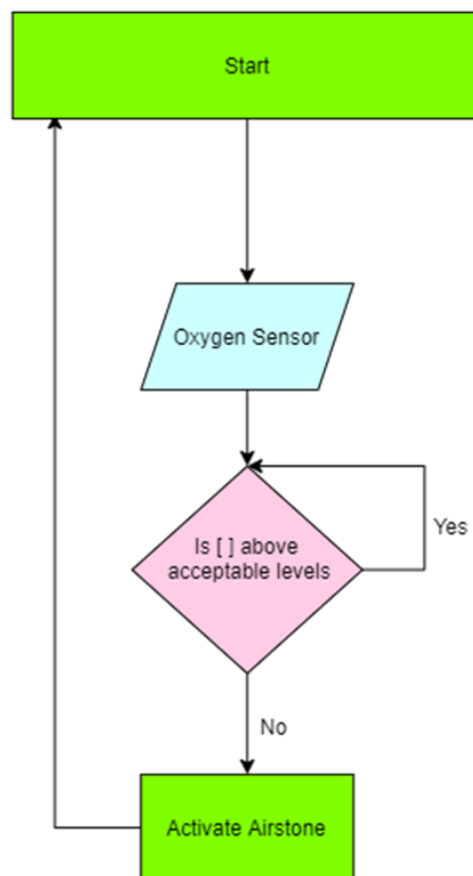 Start
Oxygen Sensor
Is [ ] above
acceptable levels
Yes
No
Activate Airstone